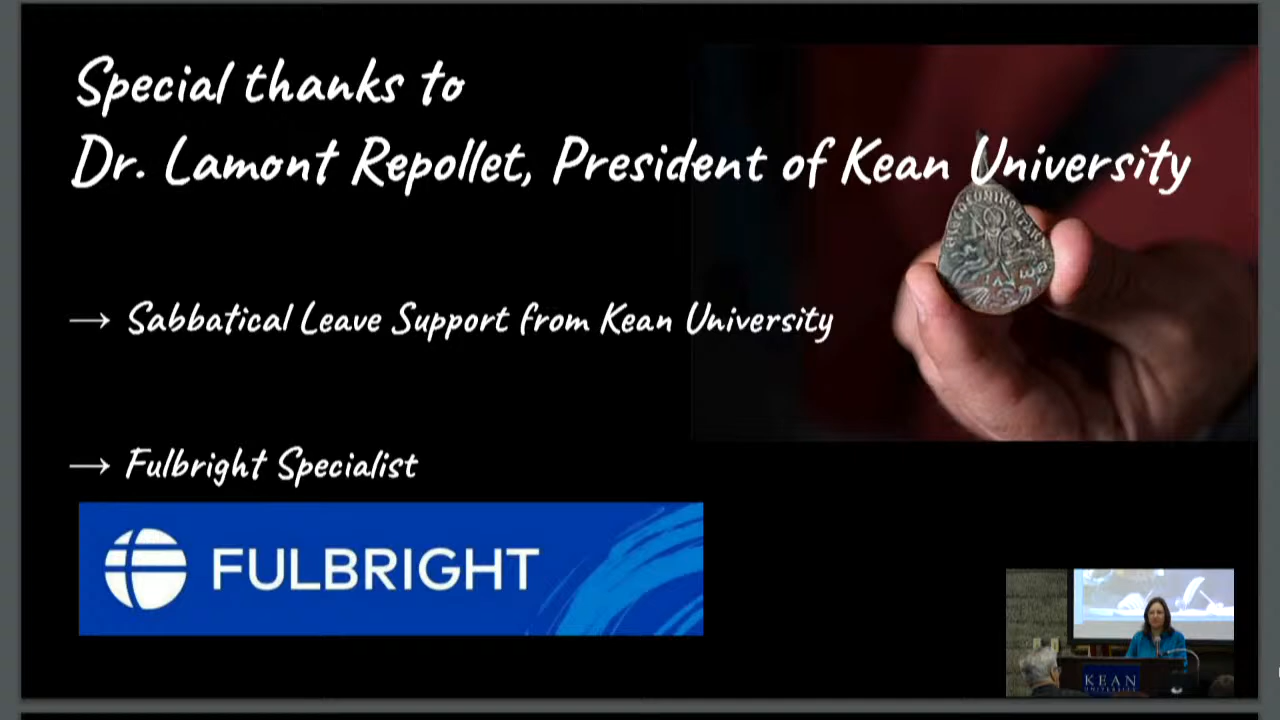 Special thanks to
Dr. Lamont Repollet, President of Kean University
→ Sabbatical Leave Support from Kean University
→ Fulbright Specialist
FULBRIGHT
KEAN
UNIVERSITY